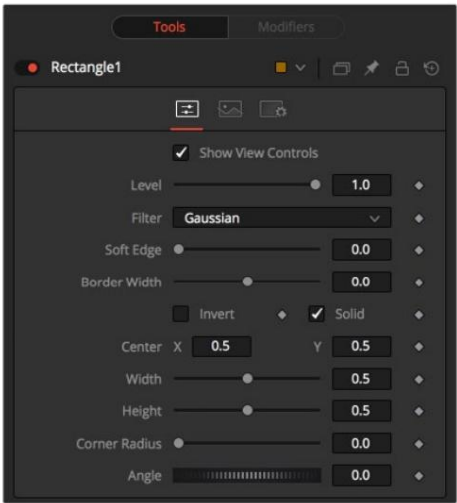 Tools Modifiers
Rectangle1
Show View Controls
Level 1.0
Filter Gaussian
Soft Edge 0.0
Border Width 0.0
Invert Solid
Center X 0.5 Y 0.5
Width 0.5
Height 0.5
Corner Radius 0.0
Angle 0.0